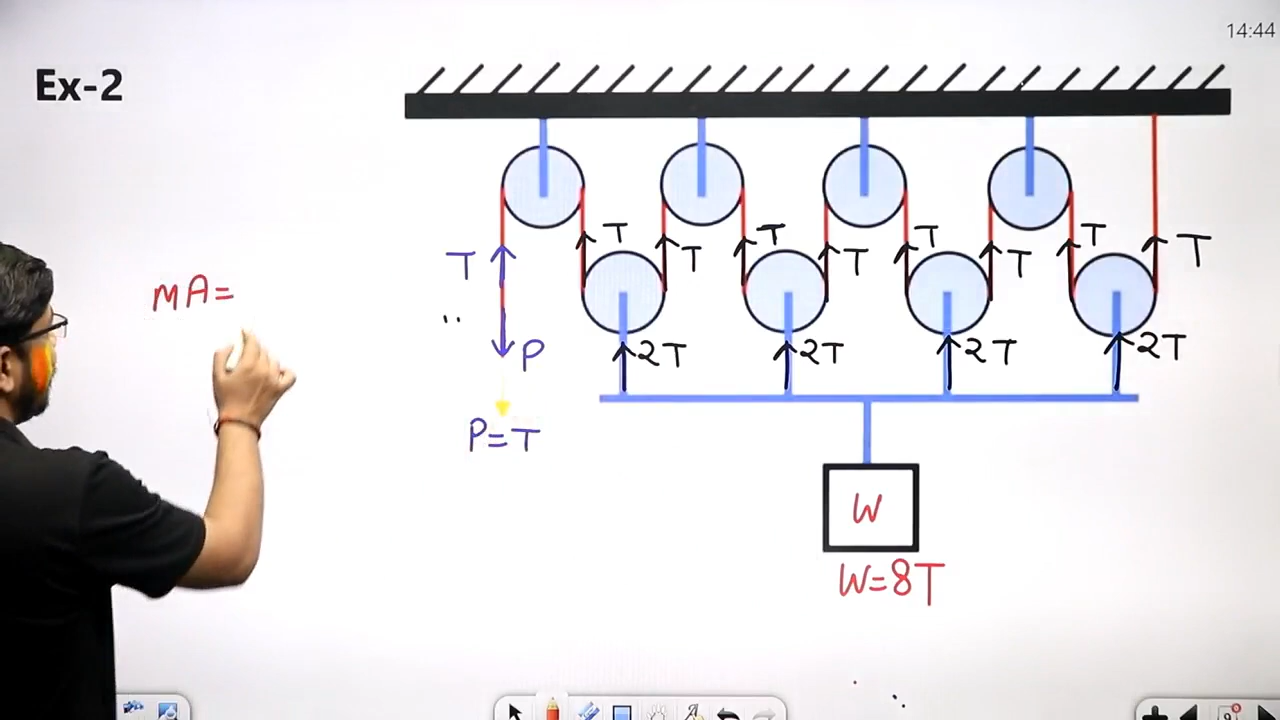 14:44
Ex-2
T T T T T T T T
T
MA=
T
P
2T 2T 2T 2T
P=T
W
W=8T